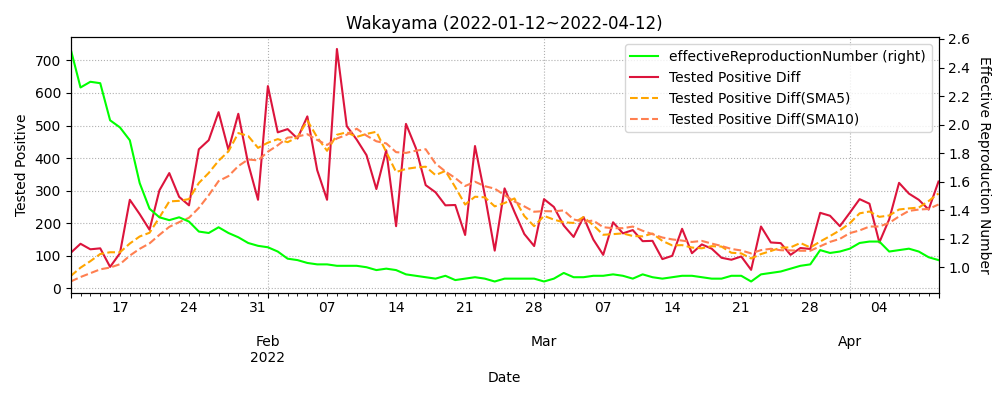 Wakayama (2022-01-12~2022-04-12)
effectiveReproductionNumber (right)
Tested Positive Diff
Tested Positive Diff(SMA5)
Tested Positive Diff(SMA10)
Tested Positive
700
600
500
400
300
200
100
0
2.6
2.4
2.2
2.0
1.8
1.6
1.4
1.2
1.0
Effective Reproduction Number
17 24 31 07 14 21 28 07 14 21 28 04
Feb Mar Apr
2022
Date